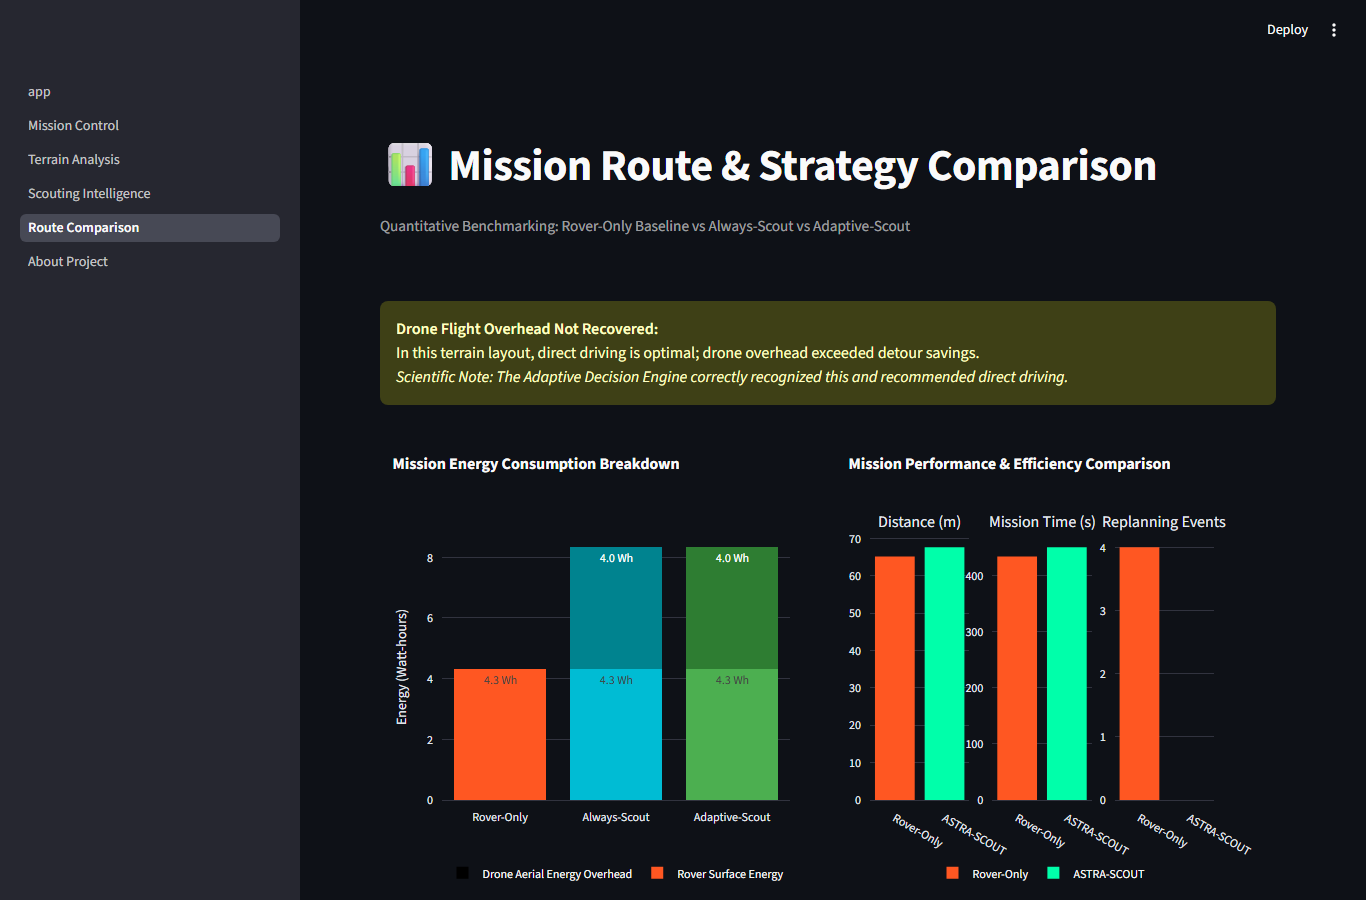 Deploy
app
Mission Control
Terrain Analysis
Scouting Intelligence
Route Comparison
About Project
Mission Route & Strategy Comparison
Quantitative Benchmarking: Rover-Only Baseline vs Always-Scout vs Adaptive-Scout
Drone Flight Overhead Not Recovered:
In this terrain layout, direct driving is optimal; drone overhead exceeded detour savings.
Scientific Note: The Adaptive Decision Engine correctly recognized this and recommended direct driving.
Mission Energy Consumption Breakdown
Energy (Watt-hours)
8
6
4
2
0
4.0 Wh
4.0 Wh
4.3 Wh
4.3 Wh
4.3 Wh
Rover-Only
Always-Scout
Adaptive-Scout
Drone Aerial Energy Overhead
Rover Surface Energy
Mission Performance & Efficiency Comparison
Distance (m)
70
60
50
40
30
20
10
0
Rover-Only
ASTRA-SCOUT
Mission Time (s)
400
300
200
100
0
Rover-Only
ASTRA-SCOUT
Replanning Events
4
3
2
1
0
Rover-Only
ASTRA-SCOUT
Rover-Only
ASTRA-SCOUT